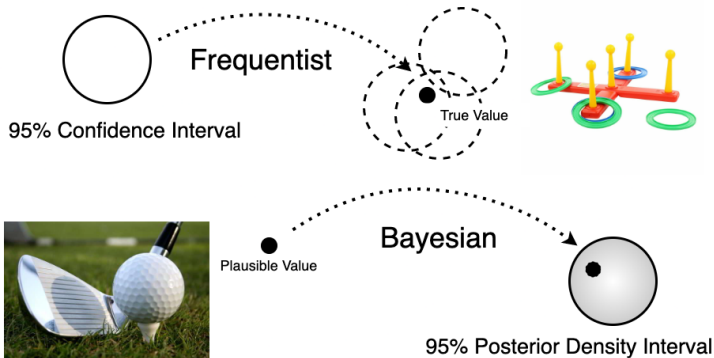 Frequentist
95% Confidence Interval
True Value
Bayesian
Plausible Value
95% Posterior Density Interval